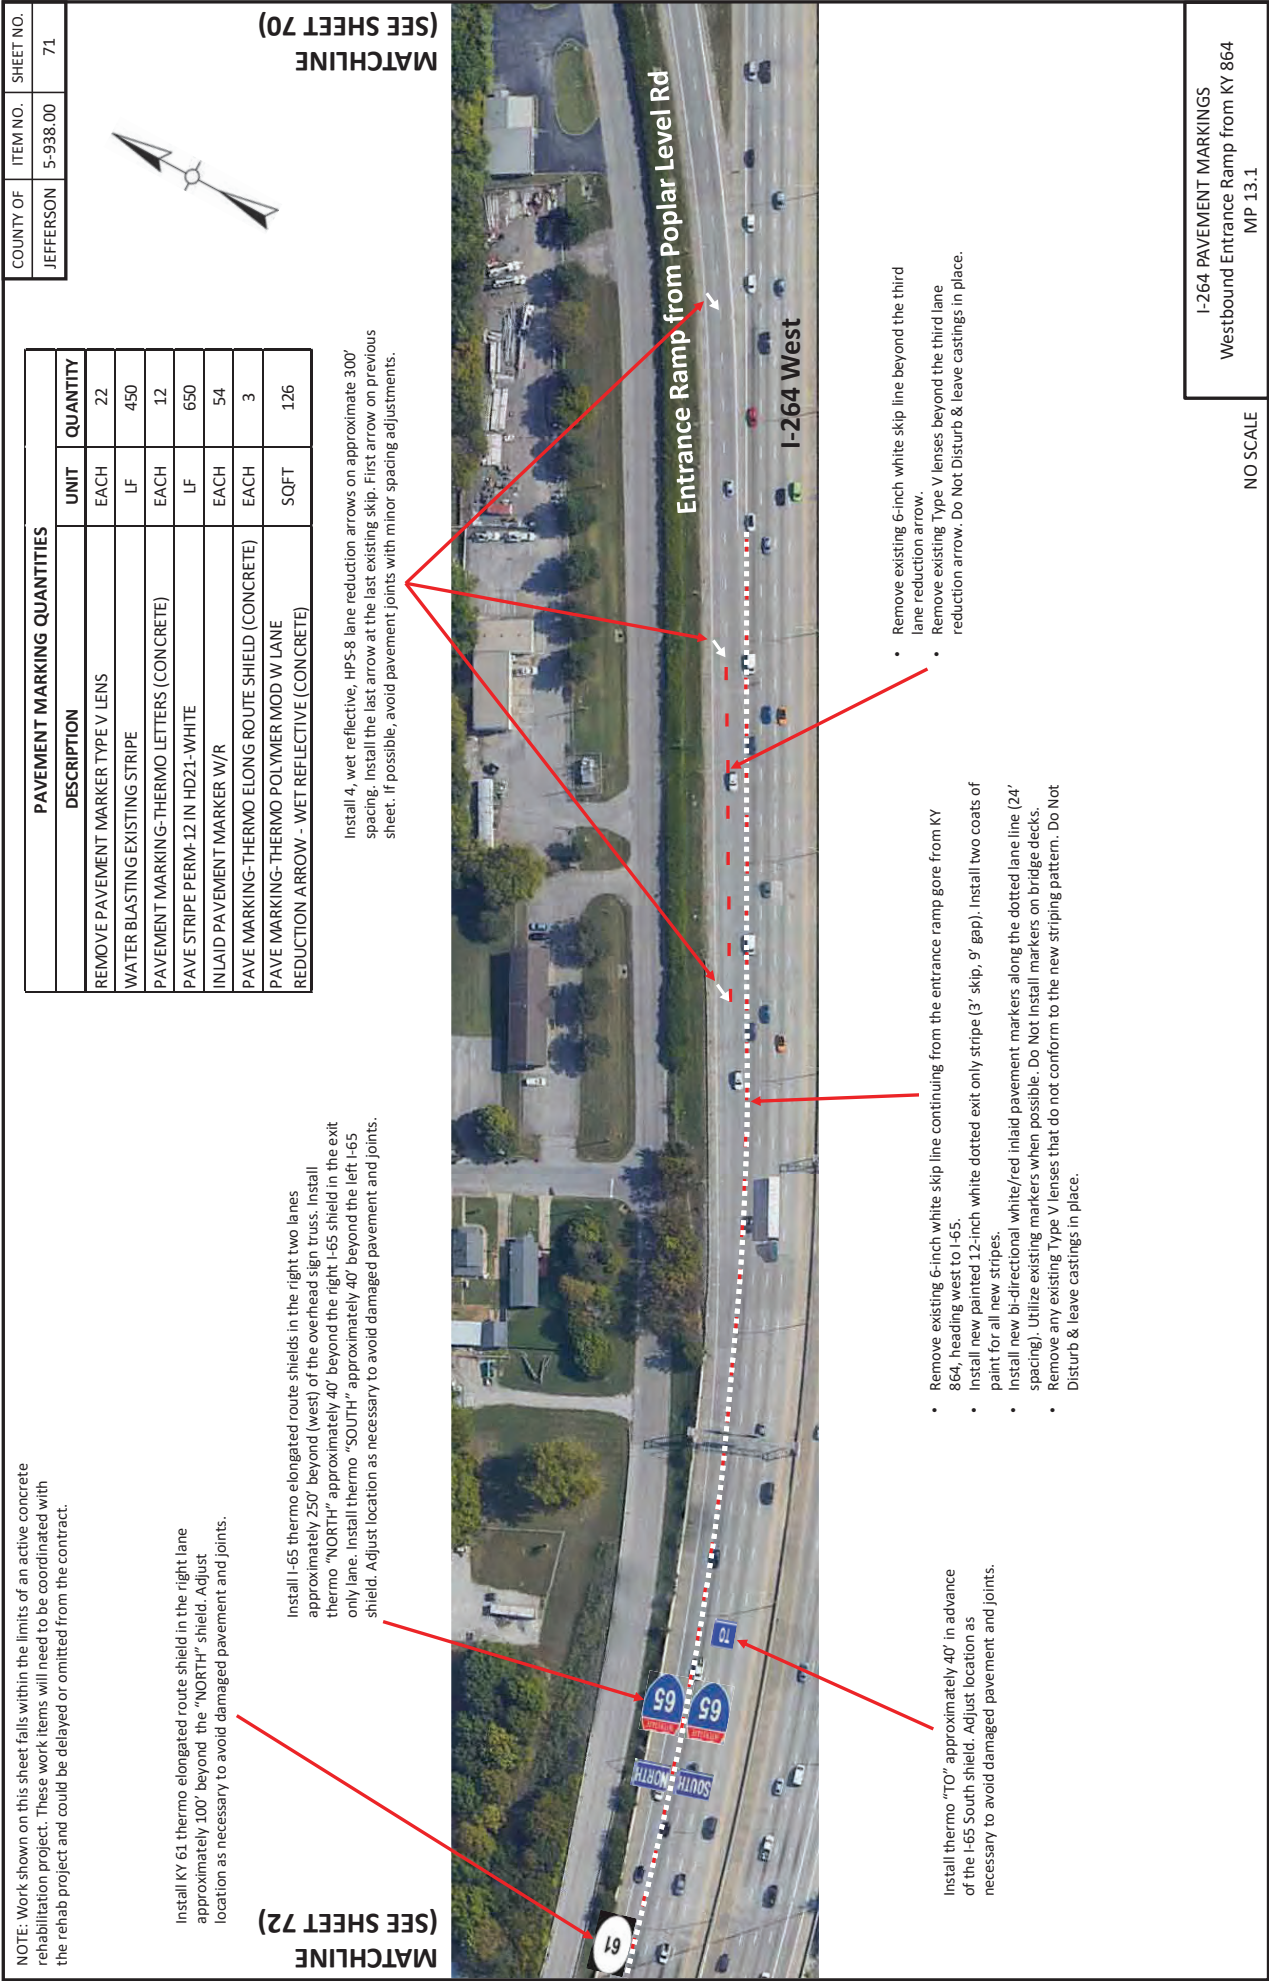 COUNTY OF
ITEM NO.
SHEET NO.
JEFFERSON
5-938.00
71
NOTE: Work shown on this sheet falls within the limits of an active concrete
rehabilitation project. These work items will need to be coordinated with
the rehab project and could be delayed or omitted from the contract.
PAVEMENT MARKING QUANTITIES
DESCRIPTION UNIT QUANTITY
REMOVE PAVEMENT MARKER TYPE V LENS EACH 22
WATER BLASTING EXISTING STRIPE LF 450
PAVEMENT MARKING-THERMO LETTERS (CONCRETE) EACH 12
PAVE STRIPE PERM-12 IN HD21-WHITE LF 650
INLAID PAVEMENT MARKER W/R EACH 54
PAVE MARKING-THERMO ELONG ROUTE SHIELD (CONCRETE) EACH 3
PAVE MARKING-THERMO POLYMER MOD W LANE
REDUCTION ARROW - WET REFLECTIVE (CONCRETE) SQFT 126
Install KY 61 thermo elongated route shield in the right lane
approximately 100' beyond the "NORTH" shield. Adjust
location as necessary to avoid damaged pavement and joints.
Install I-65 thermo elongated route shields in the right two lanes
approximately 250' beyond (west) of the overhead sign truss. Install
thermo "NORTH" approximately 40' beyond the right I-65 shield in the exit
only lane. Install thermo "SOUTH" approximately 40' beyond the left I-65
shield. Adjust location as necessary to avoid damaged pavement and joints.
Install 4, wet reflective, HPS-8 lane reduction arrows on approximate 300'
spacing. Install the last arrow at the last existing skip. First arrow on previous
sheet. If possible, avoid pavement joints with minor spacing adjustments.
MATCHLINE
(SEE SHEET 72)
MATCHLINE
(SEE SHEET 70)
61
NORTH
SOUTH
INTERSTATE
65
INTERSTATE
65
TO
Entrance Ramp from Poplar Level Rd
I-264 West
Install thermo "TO" approximately 40' in advance
of the I-65 South shield. Adjust location as
necessary to avoid damaged pavement and joints.
• Remove existing 6-inch white skip line continuing from the entrance ramp gore from KY
864, heading west to I-65.
• Install new painted 12-inch white dotted exit only stripe (3' skip, 9' gap). Install two coats of
paint for all new stripes.
• Install new bi-directional white/red inlaid pavement markers along the dotted lane line (24'
spacing). Utilize existing markers when possible. Do Not Install markers on bridge decks.
• Remove any existing Type V lenses that do not conform to the new striping pattern. Do Not
Disturb & leave castings in place.
• Remove existing 6-inch white skip line beyond the third
lane reduction arrow.
• Remove existing Type V lenses beyond the third lane
reduction arrow. Do Not Disturb & leave castings in place.
NO SCALE
I-264 PAVEMENT MARKINGS
Westbound Entrance Ramp from KY 864
MP 13.1